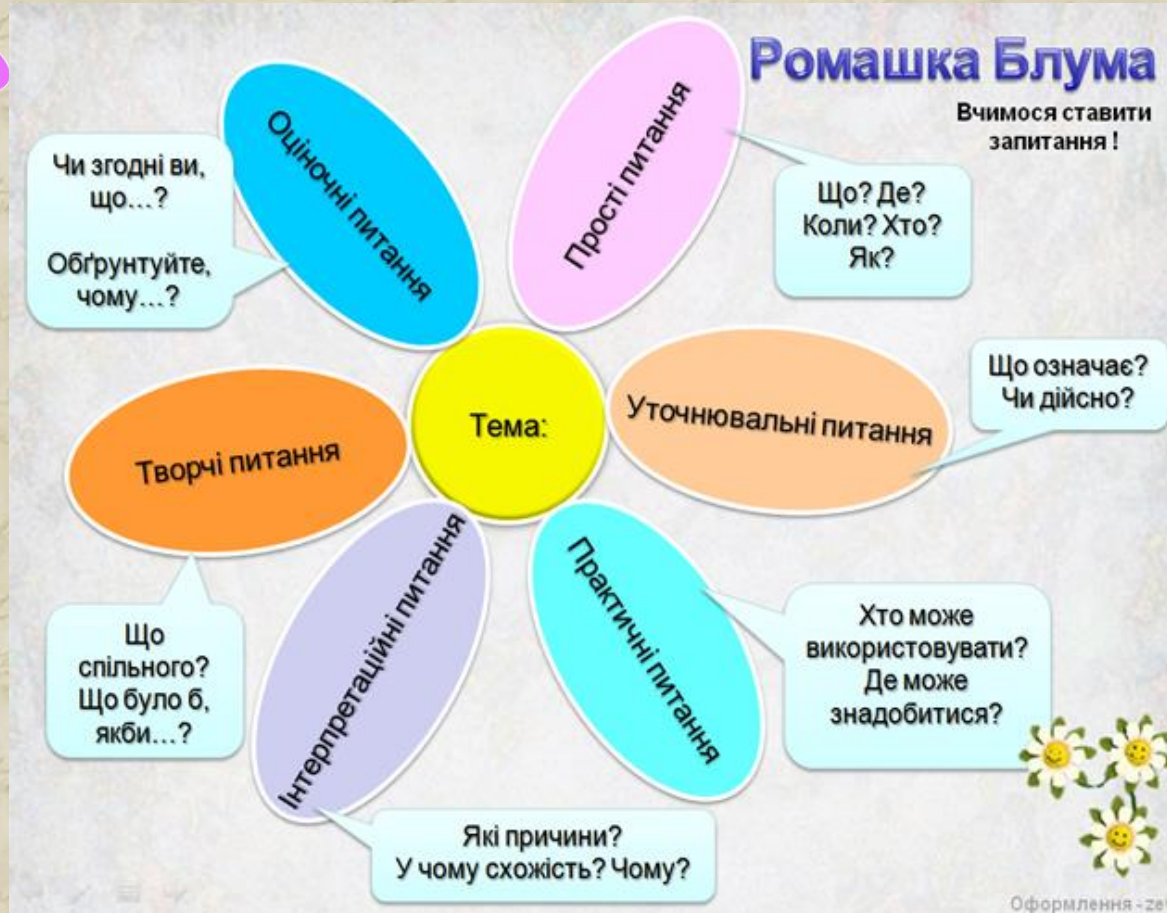 Ромашка Блума
Вчимося ставити
запитання !
Оціночні питання
Чи згодні ви,
що...?
Обґрунтуйте,
чому...?
Прості питання
Що? Де?
Коли? Хто?
Як?
Тема:
Уточнювальні питання
Що означає?
Чи дійсно?
Творчі питання
Що
спільного?
Що було б,
якби...?
Інтерпретаційні питання
Які причини?
У чому схожість? Чому?
Практичні питання
Хто може
використовувати?
Де може
знадобитися?
Оформлення -